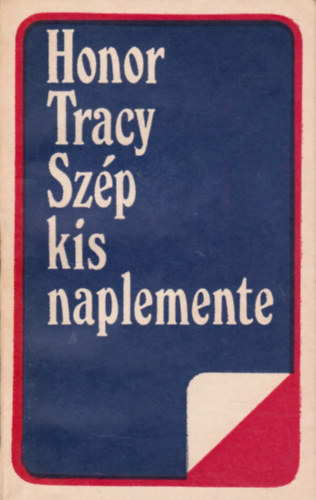 Honor
Tracy
Szép
kis
naplemente